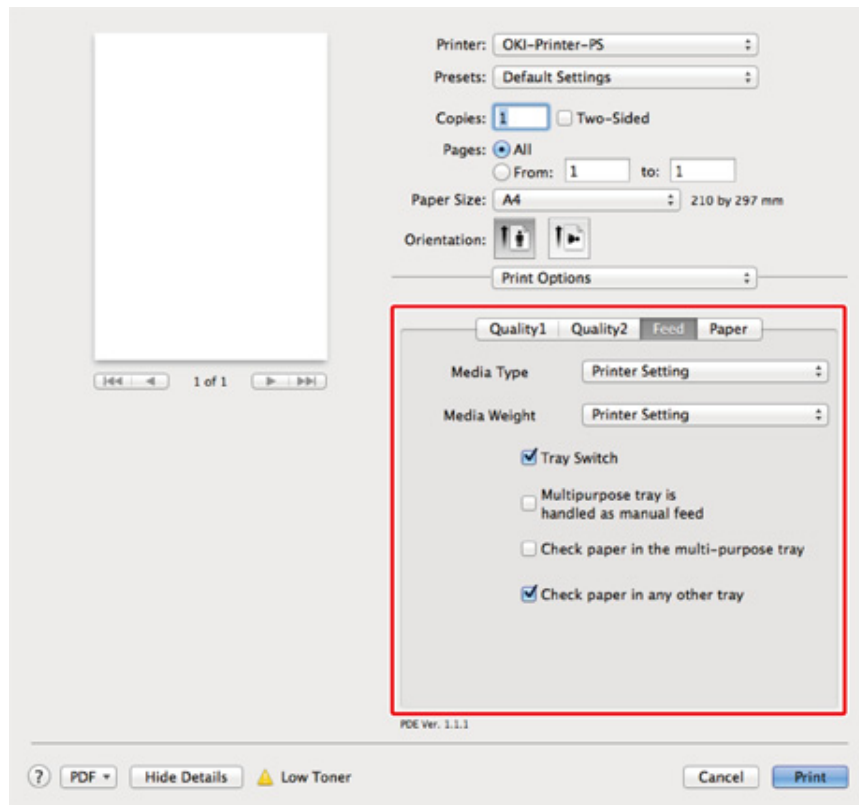 Printer: OKI-Printer-PS
Presets: Default Settings
Copies: 1 Two-Sided
Pages: All
From: 1 to: 1
Paper Size: A4 210 by 297 mm
Orientation:
Print Options
Quality1 Quality2 Feed Paper
1 of 1
Media Type Printer Setting
Media Weight Printer Setting
Tray Switch
Multipurpose tray is
handled as manual feed
Check paper in the multi-purpose tray
Check paper in any other tray
PDE Ver. 1.1.1
? PDF Hide Details Low Toner Cancel Print